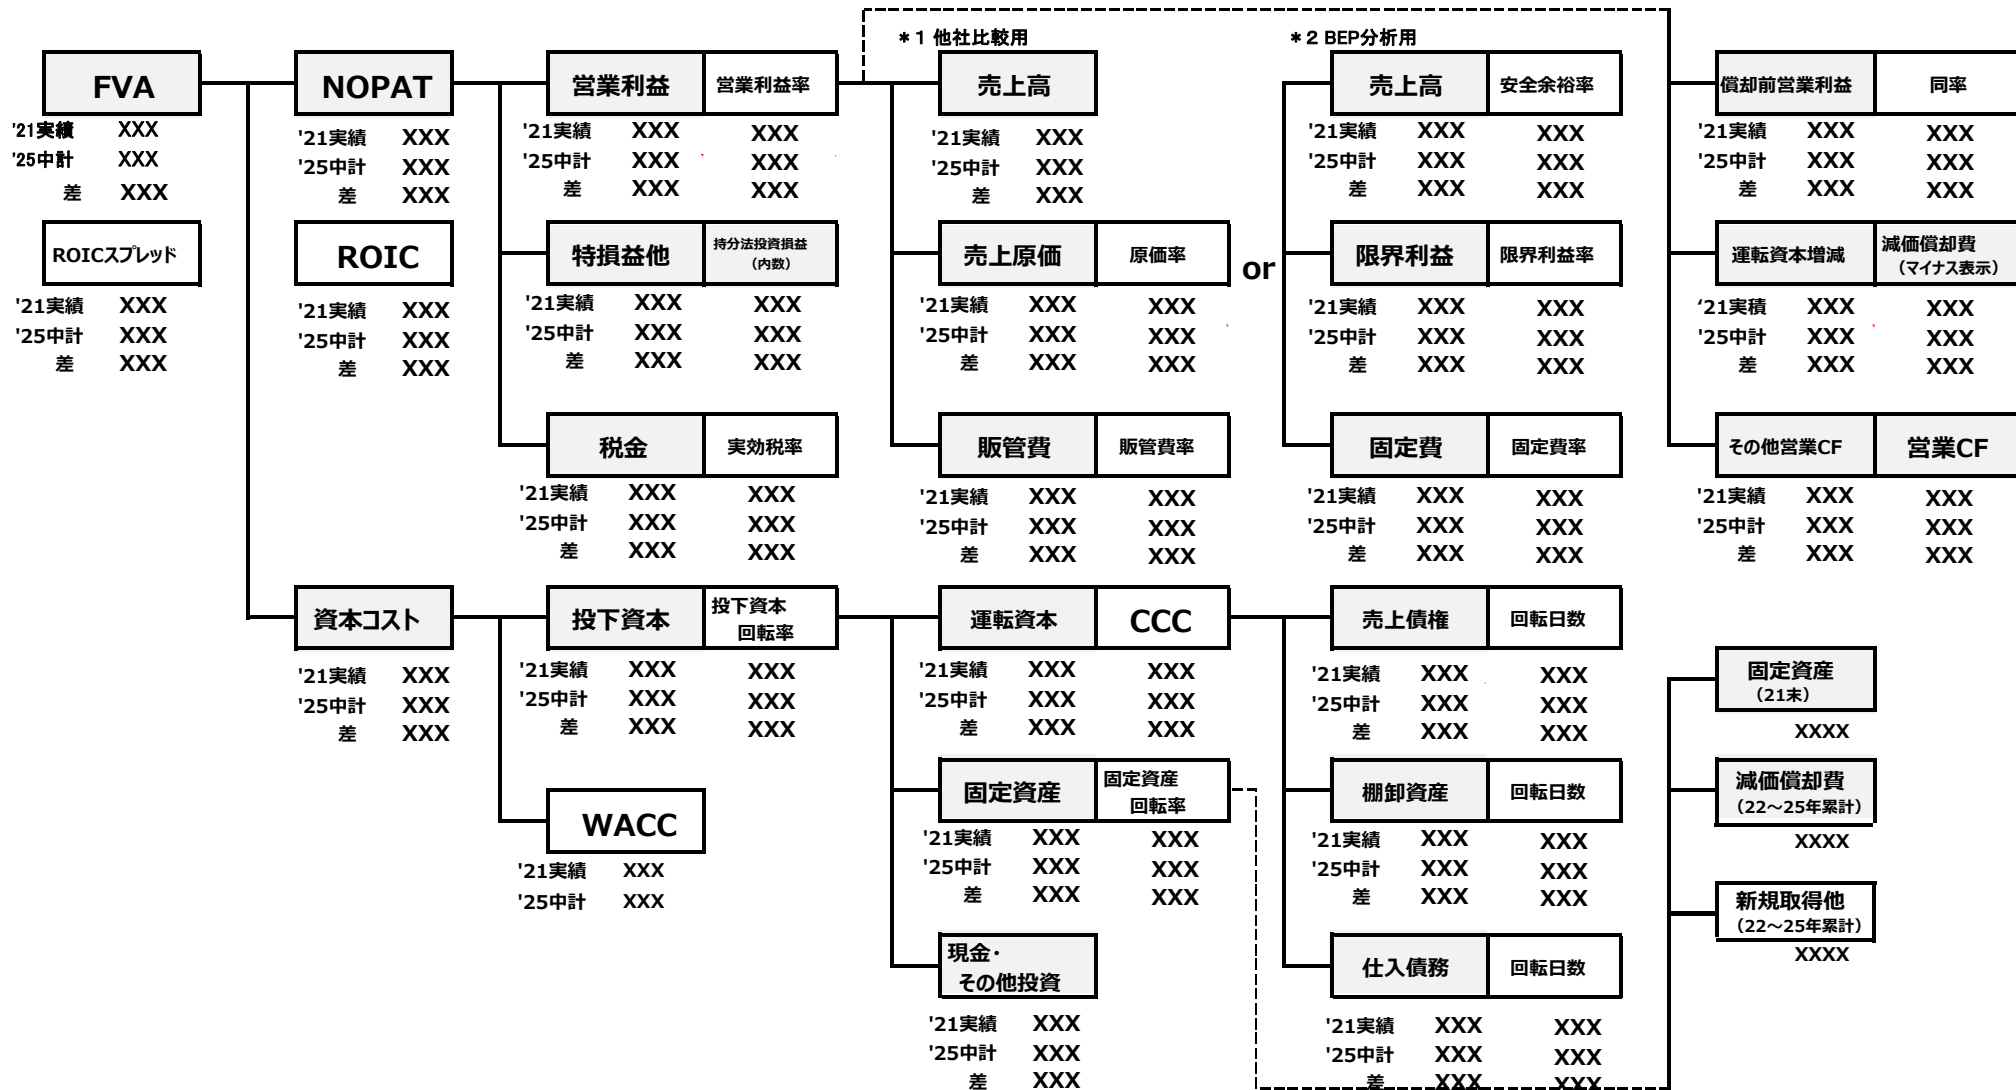 *1 他社比較用
*2 BEP分析用
FVA
'21実績 XXX
'25中計 XXX
差 XXX
ROICスプレッド
'21実績 XXX
'25中計 XXX
差 XXX
NOPAT
'21実績 XXX
'25中計 XXX
差 XXX
ROIC
'21実績 XXX
'25中計 XXX
差 XXX
営業利益 営業利益率
'21実績 XXX XXX
'25中計 XXX XXX
差 XXX XXX
特損益他 持分法投資損益
(内数)
'21実績 XXX XXX
'25中計 XXX XXX
差 XXX XXX
税金 実効税率
'21実績 XXX XXX
'25中計 XXX XXX
差 XXX XXX
売上高
'21実績 XXX
'25中計 XXX
差 XXX
売上原価 原価率
'21実績 XXX XXX
'25中計 XXX XXX
差 XXX XXX
販管費 販管費率
'21実績 XXX XXX
'25中計 XXX XXX
差 XXX XXX
or
売上高 安全余裕率
'21実績 XXX XXX
'25中計 XXX XXX
差 XXX XXX
限界利益 限界利益率
'21実績 XXX XXX
'25中計 XXX XXX
差 XXX XXX
固定費 固定費率
'21実績 XXX XXX
'25中計 XXX XXX
差 XXX XXX
償却前営業利益 同率
'21実績 XXX XXX
'25中計 XXX XXX
差 XXX XXX
運転資本増減 減価償却費
(マイナス表示)
‘21実積 XXX XXX
'25中計 XXX XXX
差 XXX XXX
その他営業CF 営業CF
'21実績 XXX XXX
'25中計 XXX XXX
差 XXX XXX
資本コスト
'21実績 XXX
'25中計 XXX
差 XXX
投下資本 投下資本
回転率
'21実績 XXX XXX
'25中計 XXX XXX
差 XXX XXX
WACC
'21実績 XXX
'25中計 XXX
運転資本 CCC
'21実績 XXX XXX
'25中計 XXX XXX
差 XXX XXX
固定資産 固定資産
回転率
'21実績 XXX XXX
'25中計 XXX XXX
差 XXX XXX
現金・
その他投資
'21実績 XXX
'25中計 XXX
差 XXX
売上債権 回転日数
'21実績 XXX XXX
'25中計 XXX XXX
差 XXX XXX
棚卸資産 回転日数
'21実績 XXX XXX
'25中計 XXX XXX
差 XXX XXX
仕入債務 回転日数
'21実績 XXX XXX
'25中計 XXX XXX
差 XXX XXX
固定資産
(21末)
XXXX
減価償却費
(22～25年累計)
XXXX
新規取得他
(22～25年累計)
XXXX